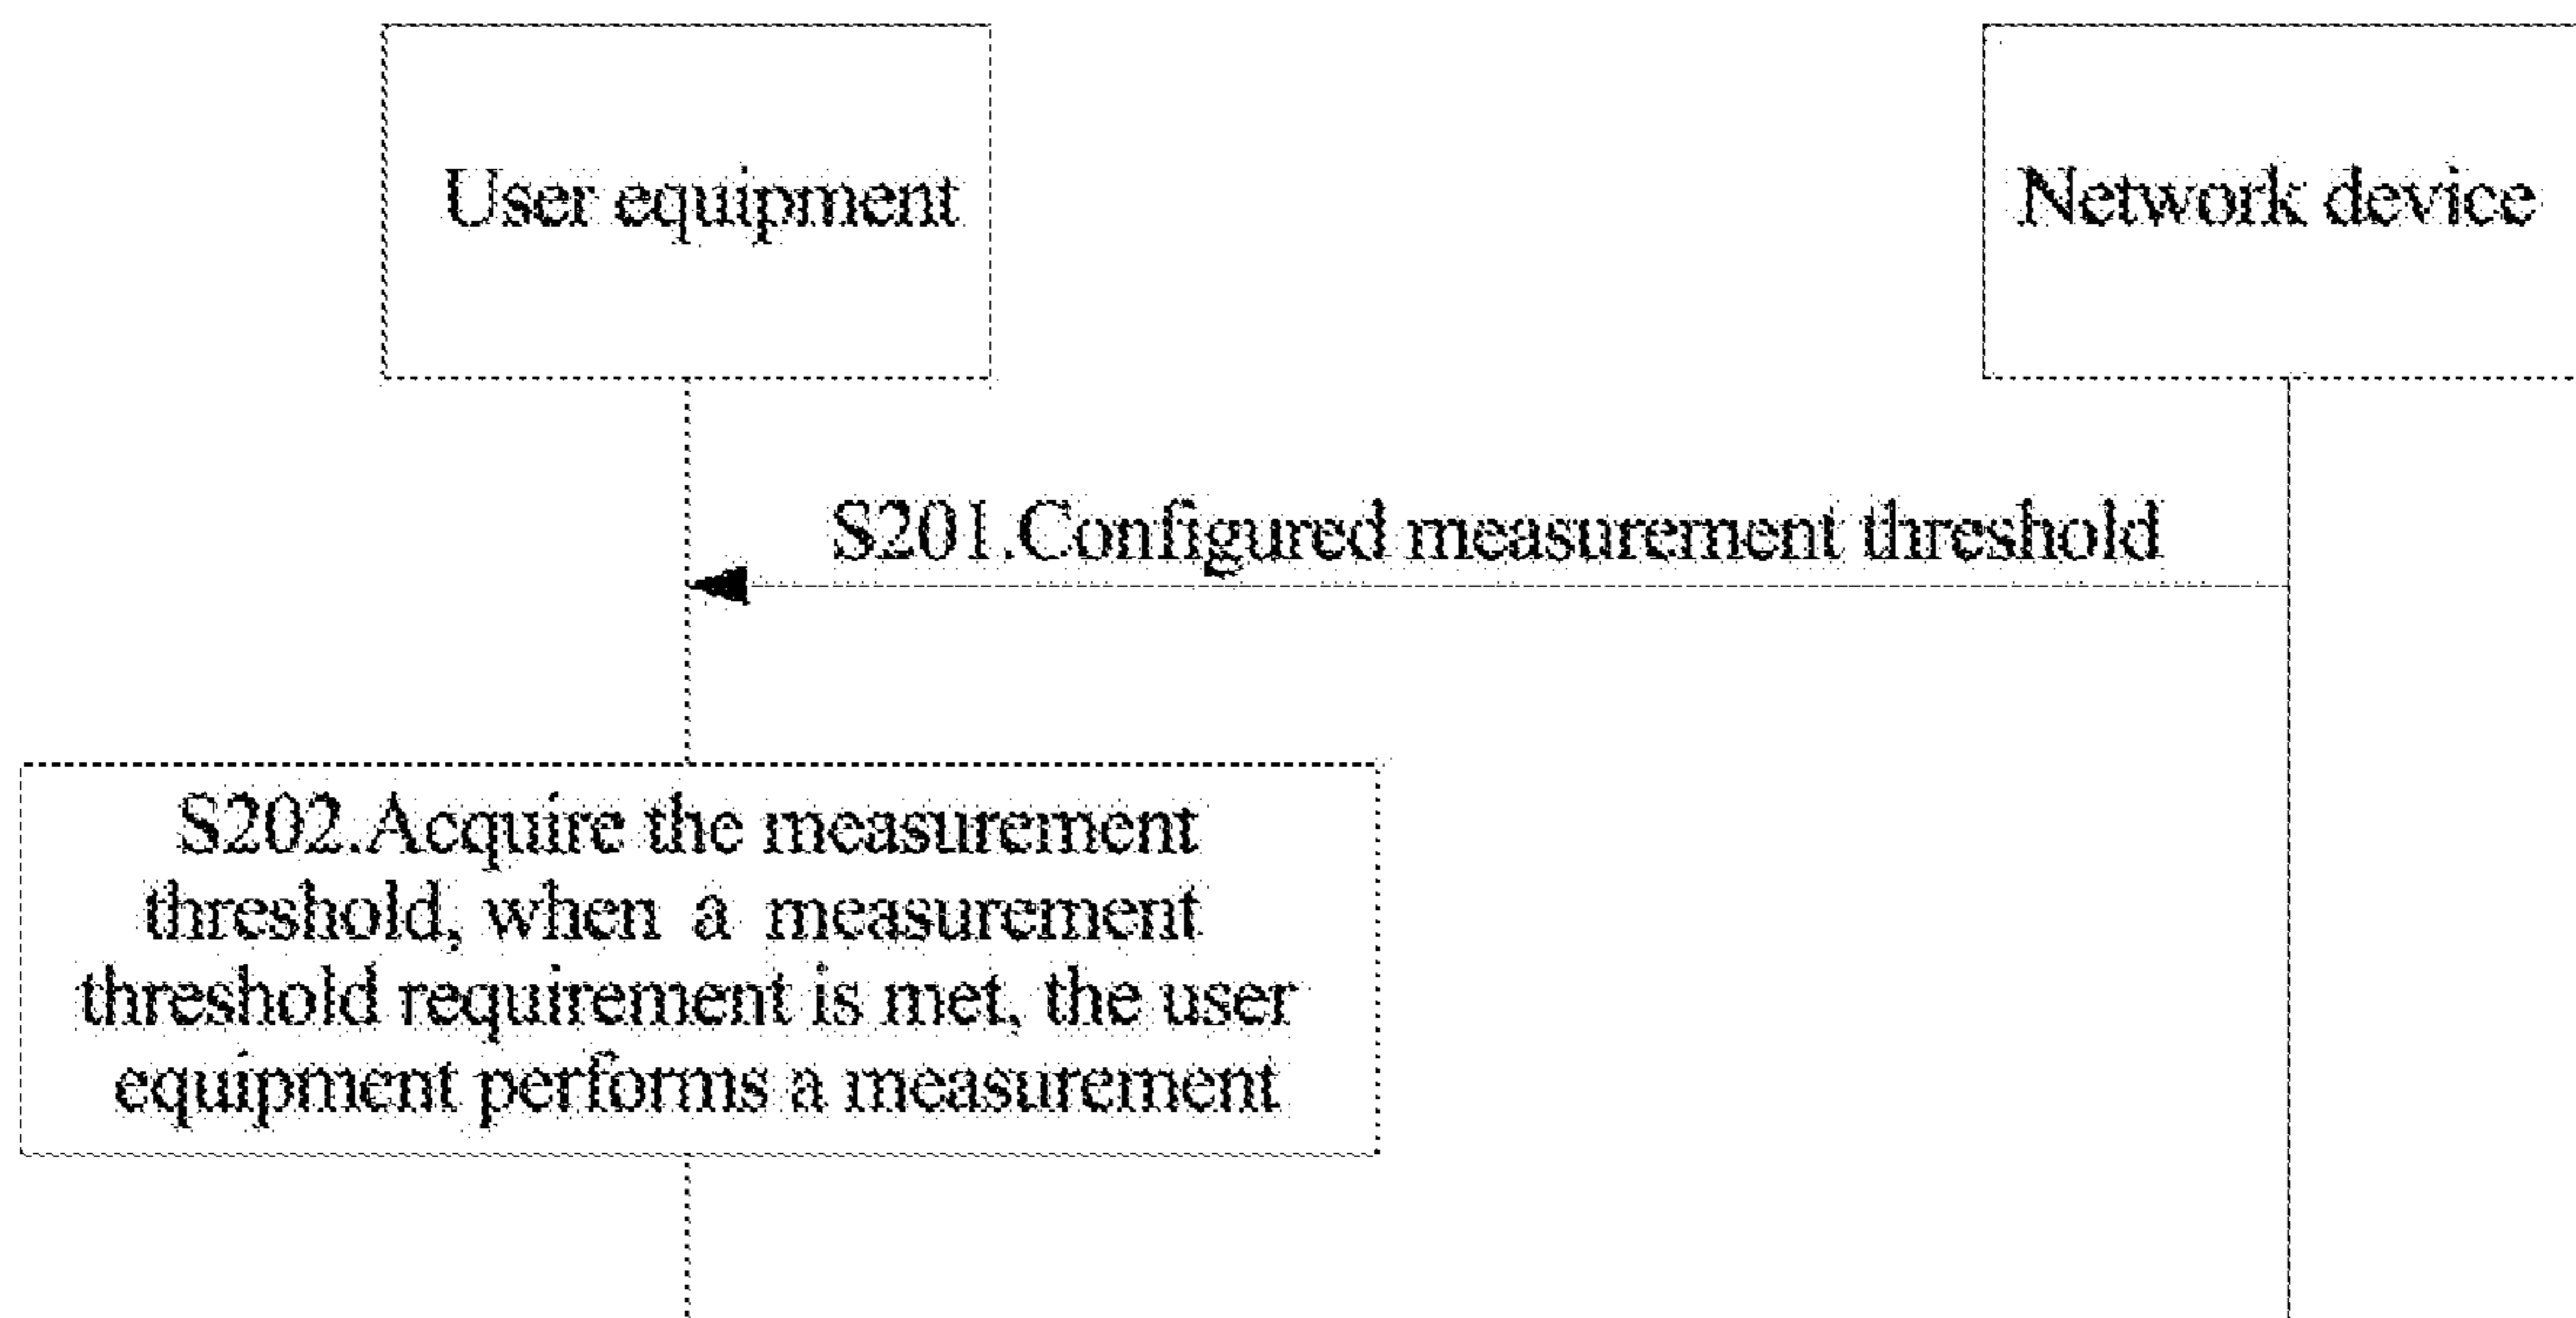 User equipment
Network device
S201.Configured measurement threshold
S202.Acquire the measurement
threshold, when a measurement
threshold requirement is met, the user
equipment performs a measurement